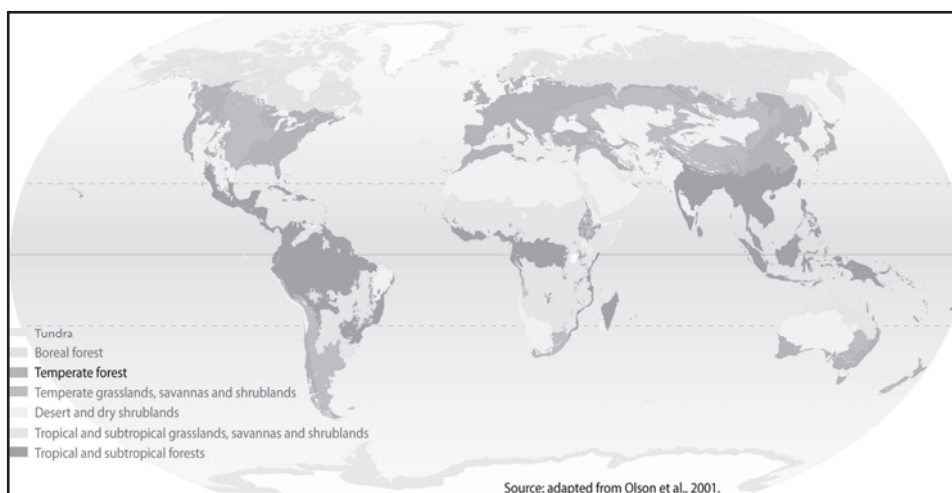 Tundra
Boreal forest
Temperate forest
Temperate grasslands, savannas and shrublands
Desert and dry shrublands
Tropical and subtropical grasslands, savannas and shrublands
Tropical and subtropical forests
Source: adapted from Olson et al., 2001.